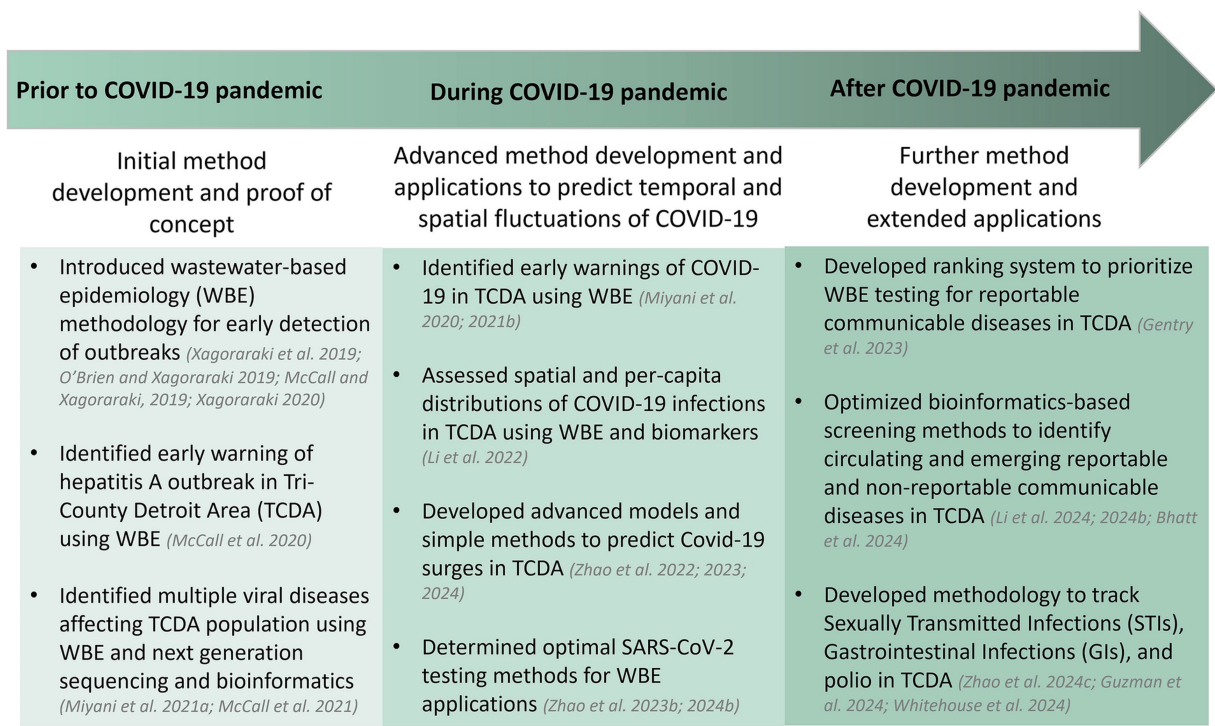 Prior to COVID-19 pandemic
During COVID-19 pandemic
After COVID-19 pandemic
Initial method
development and proof of
concept
• Introduced wastewater-based
epidemiology (WBE)
methodology for early detection
of outbreaks (Xagoraraki et al. 2019;
O’Brien and Xagoraraki 2019; McCall and
Xagoraraki, 2019; Xagoraraki 2020)
• Identified early warning of
hepatitis A outbreak in Tri-
County Detroit Area (TCDA)
using WBE (McCall et al. 2020)
• Identified multiple viral diseases
affecting TCDA population using
WBE and next generation
sequencing and bioinformatics
(Miyani et al. 2021a; McCall et al. 2021)
Advanced method development and
applications to predict temporal and
spatial fluctuations of COVID-19
• Identified early warnings of COVID-
19 in TCDA using WBE (Miyani et al.
2020; 2021b)
• Assessed spatial and per-capita
distributions of COVID-19 infections
in TCDA using WBE and biomarkers
(Li et al. 2022)
• Developed advanced models and
simple methods to predict Covid-19
surges in TCDA (Zhao et al. 2022; 2023;
2024)
• Determined optimal SARS-CoV-2
testing methods for WBE
applications (Zhao et al. 2023b; 2024b)
Further method
development and
extended applications
• Developed ranking system to prioritize
WBE testing for reportable
communicable diseases in TCDA (Gentry
et al. 2023)
• Optimized bioinformatics-based
screening methods to identify
circulating and emerging reportable
and non-reportable communicable
diseases in TCDA (Li et al. 2024; 2024b; Bhatt
et al. 2024)
• Developed methodology to track
Sexually Transmitted Infections (STIs),
Gastrointestinal Infections (GIs), and
polio in TCDA (Zhao et al. 2024c; Guzman et
al. 2024; Whitehouse et al. 2024)